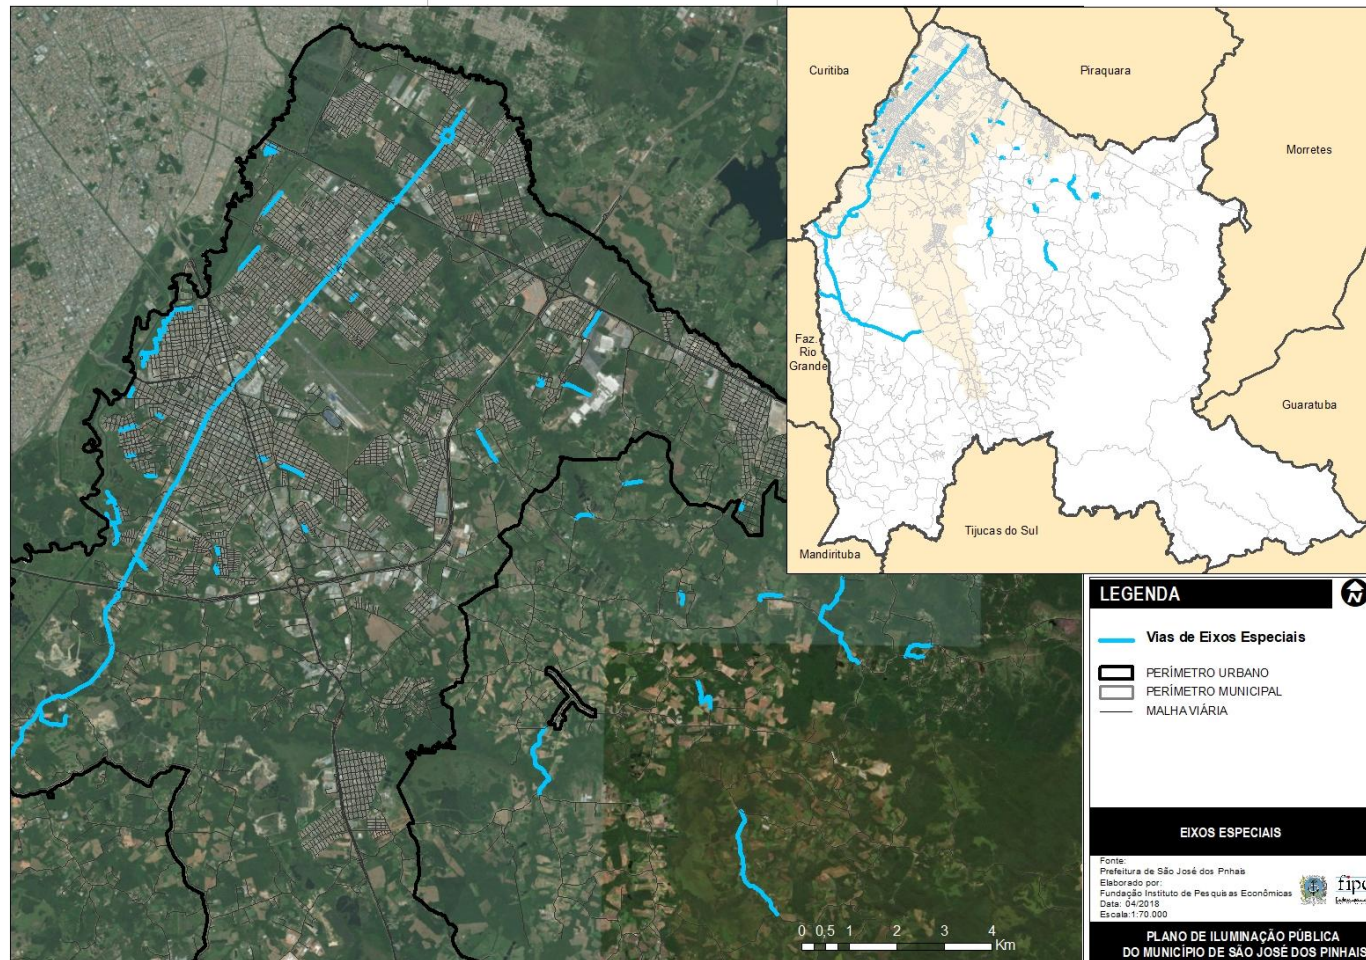 Curitiba
Piraquara
Morretes
Faz.
Rio
Grande
Guaratuba
Tijucas do Sul
Mandirituba
LEGENDA
N
Vias de Eixos Especiais
PERÍMETRO URBANO
PERÍMETRO MUNICIPAL
MALHA VIÁRIA
EIXOS ESPECIAIS
Fonte:
Prefeitura de São José dos Pinhais
Elaborado por:
Fundação Instituto de Pesquisas Econômicas
Data: 04/2018
Escala:1:70.000
fipe
0 0,5 1 2 3 4
Km
PLANO DE ILUMINAÇÃO PÚBLICA
DO MUNICÍPIO DE SÃO JOSÉ DOS PINHAIS